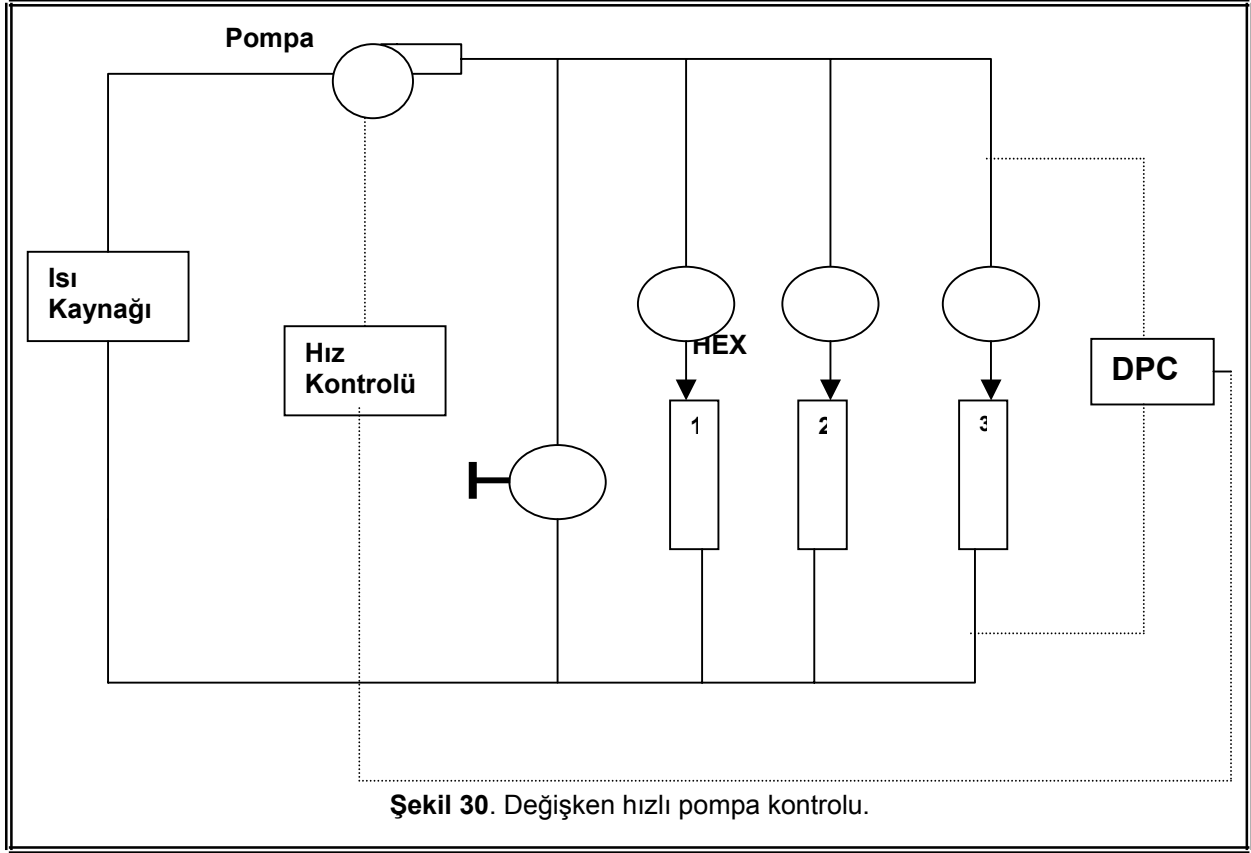 Pompa
Isı
Kaynağı
Hız
Kontrolü
HEX
DPC
1
2
3
Şekil 30. Değişken hızlı pompa kontrolu.